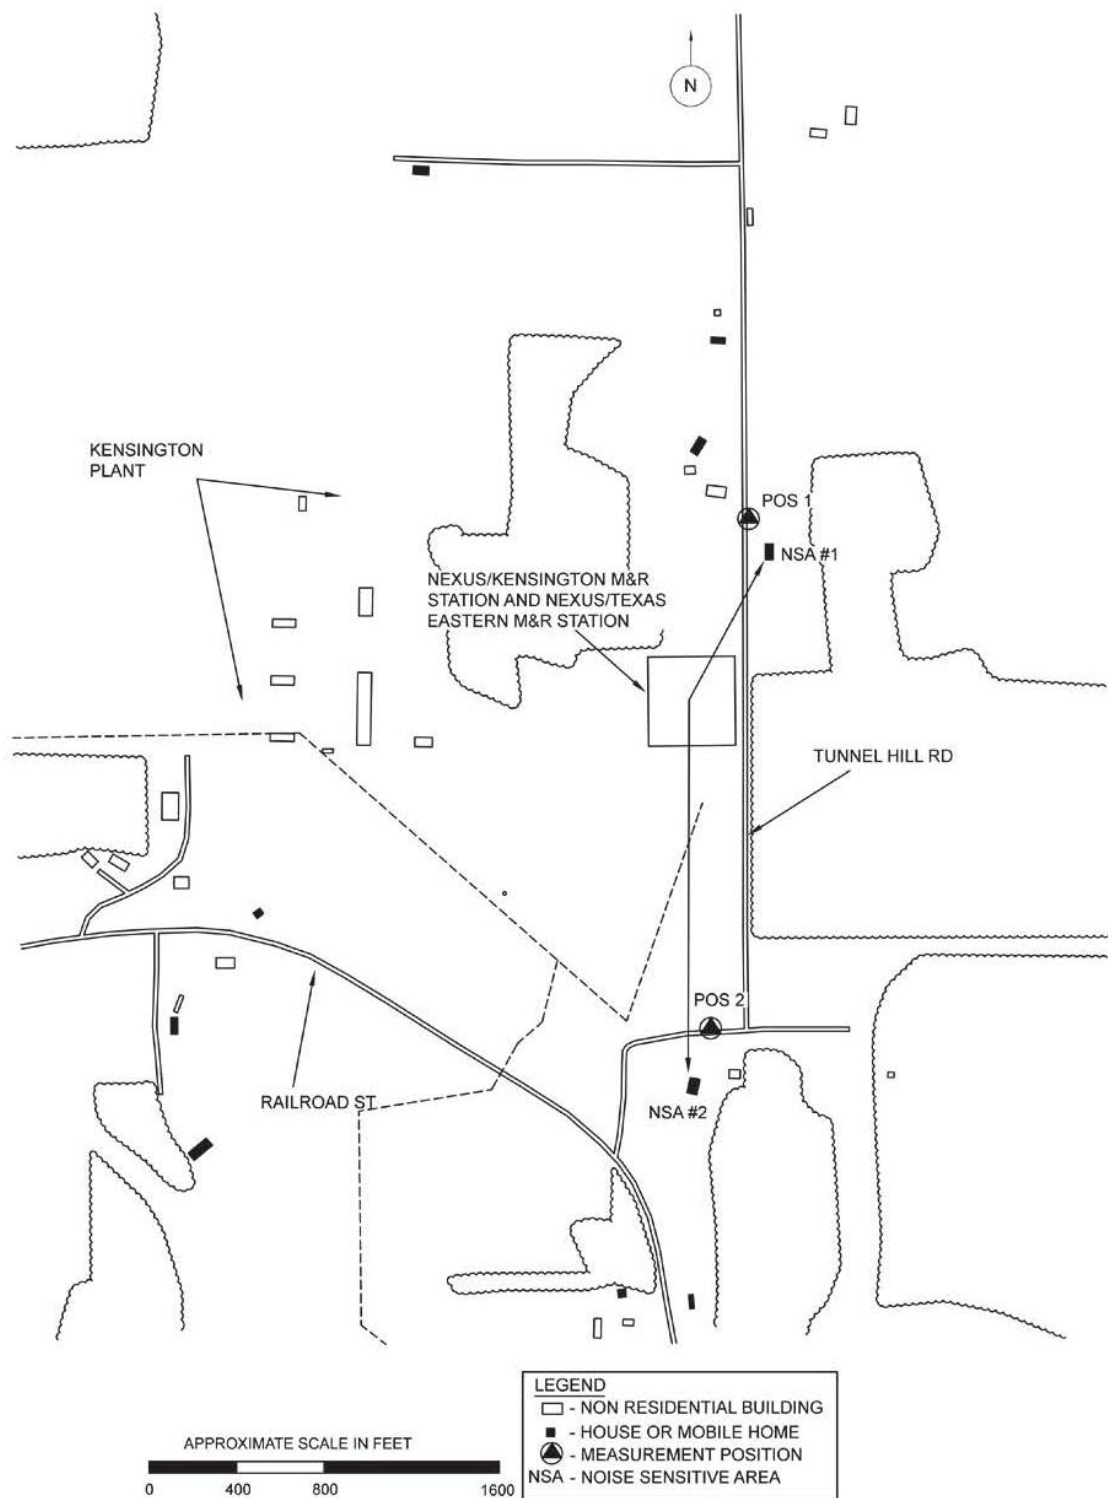 N
KENSINGTON
PLANT
POS 1
NSA #1
NEXUS/KENSINGTON M&R
STATION AND NEXUS/TEXAS
EASTERN M&R STATION
TUNNEL HILL RD
POS 2
RAILROAD ST
NSA #2
LEGEND
- NON RESIDENTIAL BUILDING
- HOUSE OR MOBILE HOME
- MEASUREMENT POSITION
NSA - NOISE SENSITIVE AREA
APPROXIMATE SCALE IN FEET
0 400 800 1600